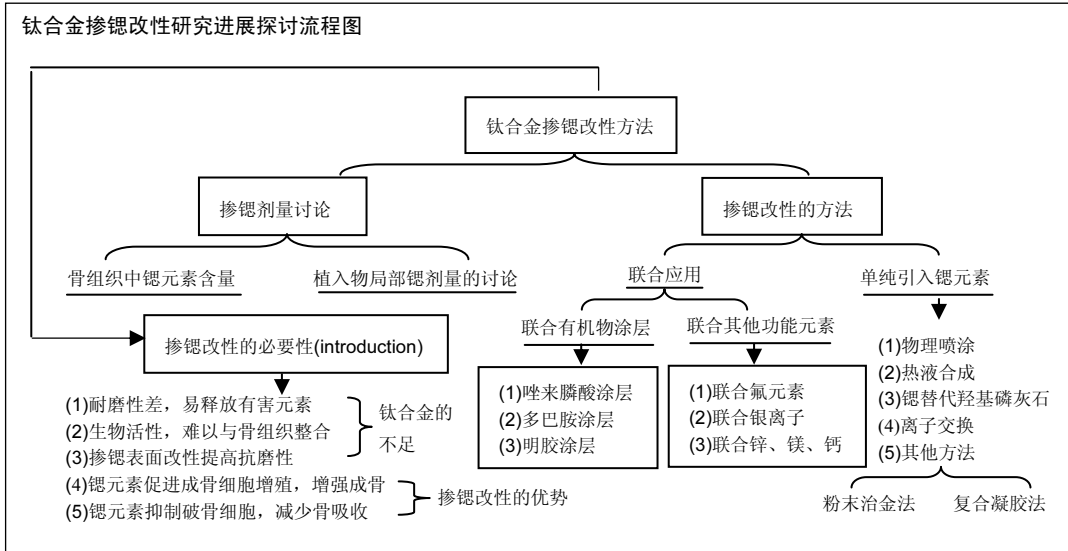 钛合金掺锶改性研究进展探讨流程图
钛合金掺锶改性方法
掺锶剂量讨论
掺锶改性的方法
骨组织中锶元素含量
植入物局部锶剂量的讨论
联合应用
单纯引入锶元素
联合有机物涂层
联合其他功能元素
掺锶改性的必要性(introduction)
(1)耐磨性差，易释放有害元素
(2)生物活性，难以与骨组织整合
(3)掺锶表面改性提高抗磨性
钛合金的
不足
(4)锶元素促进成骨细胞增殖，增强成骨
(5)锶元素抑制破骨细胞，减少骨吸收
掺锶改性的优势
(1)唑来膦酸涂层
(2)多巴胺涂层
(3)明胶涂层
(1)联合氟元素
(2)联合银离子
(3)联合锌、镁、钙
(1)物理喷涂
(2)热液合成
(3)锶替代羟基磷灰石
(4)离子交换
(5)其他方法
粉末冶金法
复合凝胶法